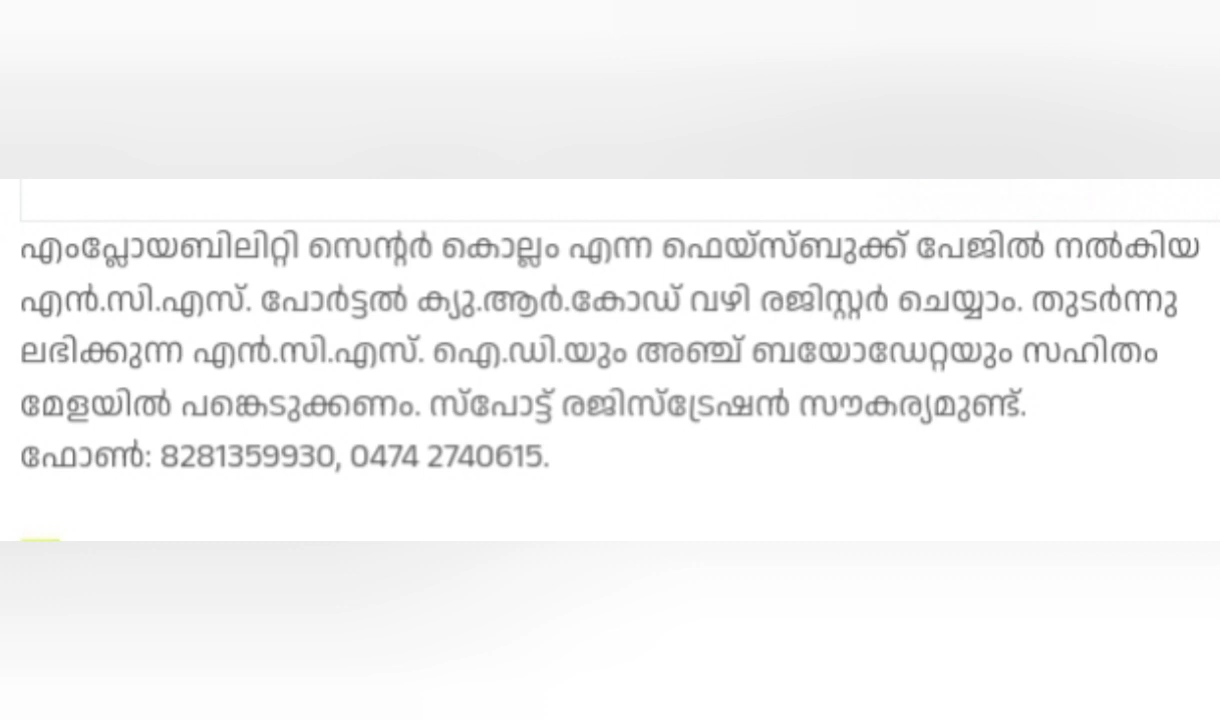 എംപ്ലോയബിലിറ്റി സെന്റർ കൊല്ലം എന്ന ഫെയ്സ്ബുക്ക് പേജിൽ നൽകിയ
എൻ.സി.എസ്. പോർട്ടൽ ക്യു.ആർ.കോഡ് വഴി രജിസ്റ്റർ ചെയ്യാം. തുടർന്നു
ലഭിക്കുന്ന എൻ.സി.എസ്. ഐ.ഡി.യും അഞ്ച് ബയോഡേറ്റയും സഹിതം
മേളയിൽ പങ്കെടുക്കണം. സ്പോട്ട് രജിസ്ട്രേഷൻ സൗകര്യമുണ്ട്.
ഫോൺ: 8281359930, 0474 2740615.